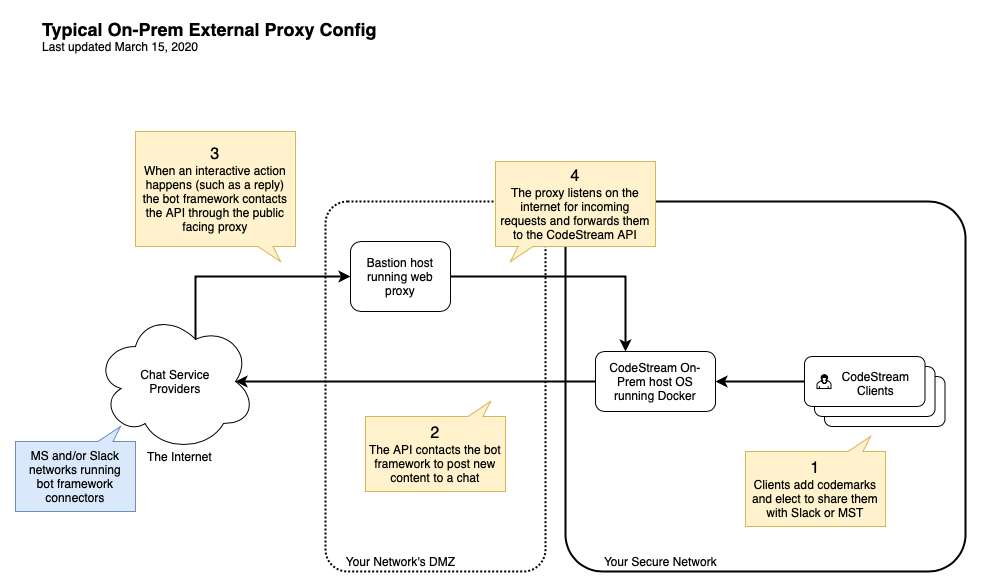 Typical On-Prem External Proxy Config
Last updated March 15, 2020
3
When an interactive action
happens (such as a reply)
the bot framework contacts
the API through the public
facing proxy
4
The proxy listens on the
internet for incoming
requests and forwards them
to the CodeStream API
Bastion host
running web
proxy
Chat Service
Providers
CodeStream On-
Prem host OS
running Docker
CodeStream
Clients
MS and/or Slack
networks running
bot framework
connectors
The Internet
2
The API contacts the bot
framework to post new
content to a chat
1
Clients add codemarks
and elect to share them
with Slack or MST
Your Network's DMZ
Your Secure Network